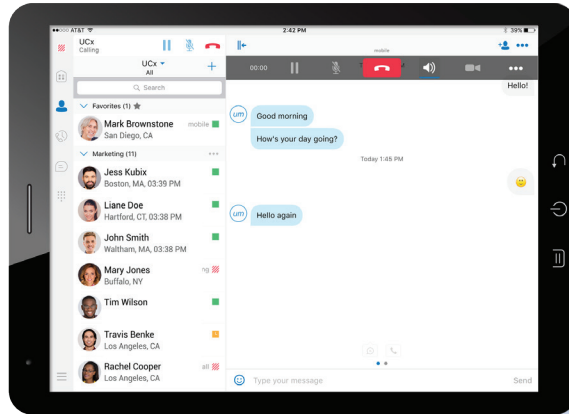 AT&T
2:42 PM
39%
UCx
Calling
UCx
All
Search
Favorites (1)
Mark Brownstone
mobile
San Diego, CA
Marketing (11)
Jess Kubix
Boston, MA, 03:39 PM
Liane Doe
Hartford, CT, 03:38 PM
John Smith
Waltham, MA, 03:38 PM
Mary Jones
ng
Buffalo, NY
Tim Wilson
Travis Benke
Los Angeles, CA
Rachel Cooper
all
Los Angeles, CA
mobile
00:00
Hello!
um
Good morning
How's your day going?
Today 1:45 PM
um
Hello again
Type your message
Send